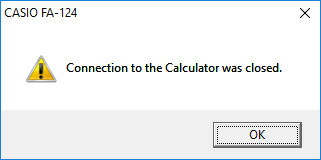 CASIO FA-124
Connection to the Calculator was closed.
OK